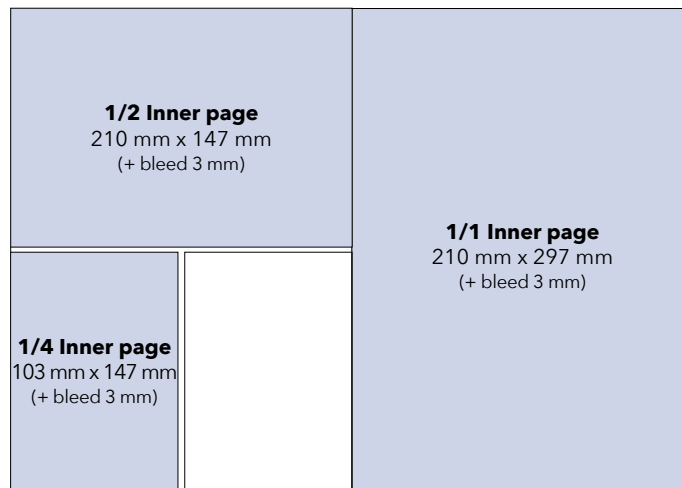 1/2 Inner page
210 mm x 147 mm
(+ bleed 3 mm)
1/1 Inner page
210 mm x 297 mm
(+ bleed 3 mm)
1/4 Inner page
103 mm x 147 mm
(+ bleed 3 mm)